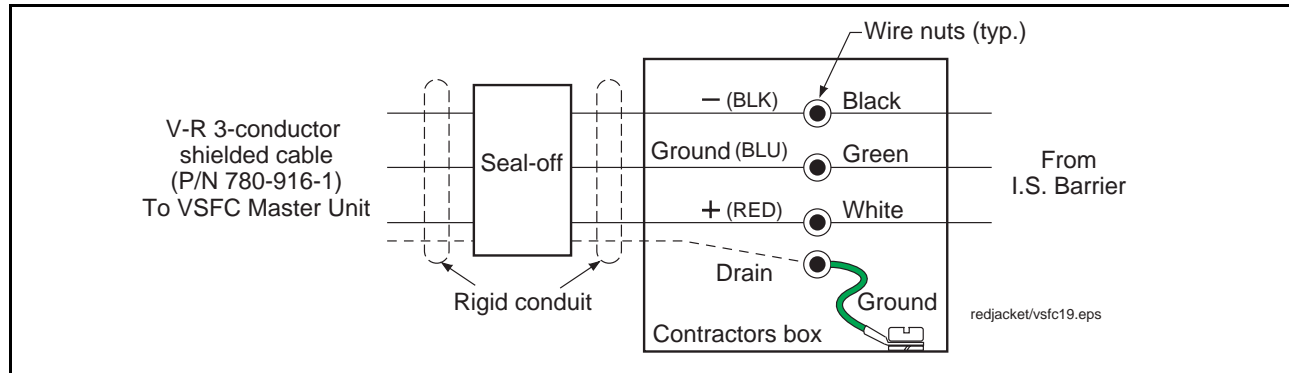 Wire nuts (typ.)
V-R 3-conductor
shielded cable
(P/N 780-916-1)
To VSFC Master Unit
Seal-off
− (BLK)
Black
Ground (BLU)
Green
+ (RED)
White
From
I.S. Barrier
Drain
Rigid conduit
Ground
Contractors box
redjacket/vsfc19.eps